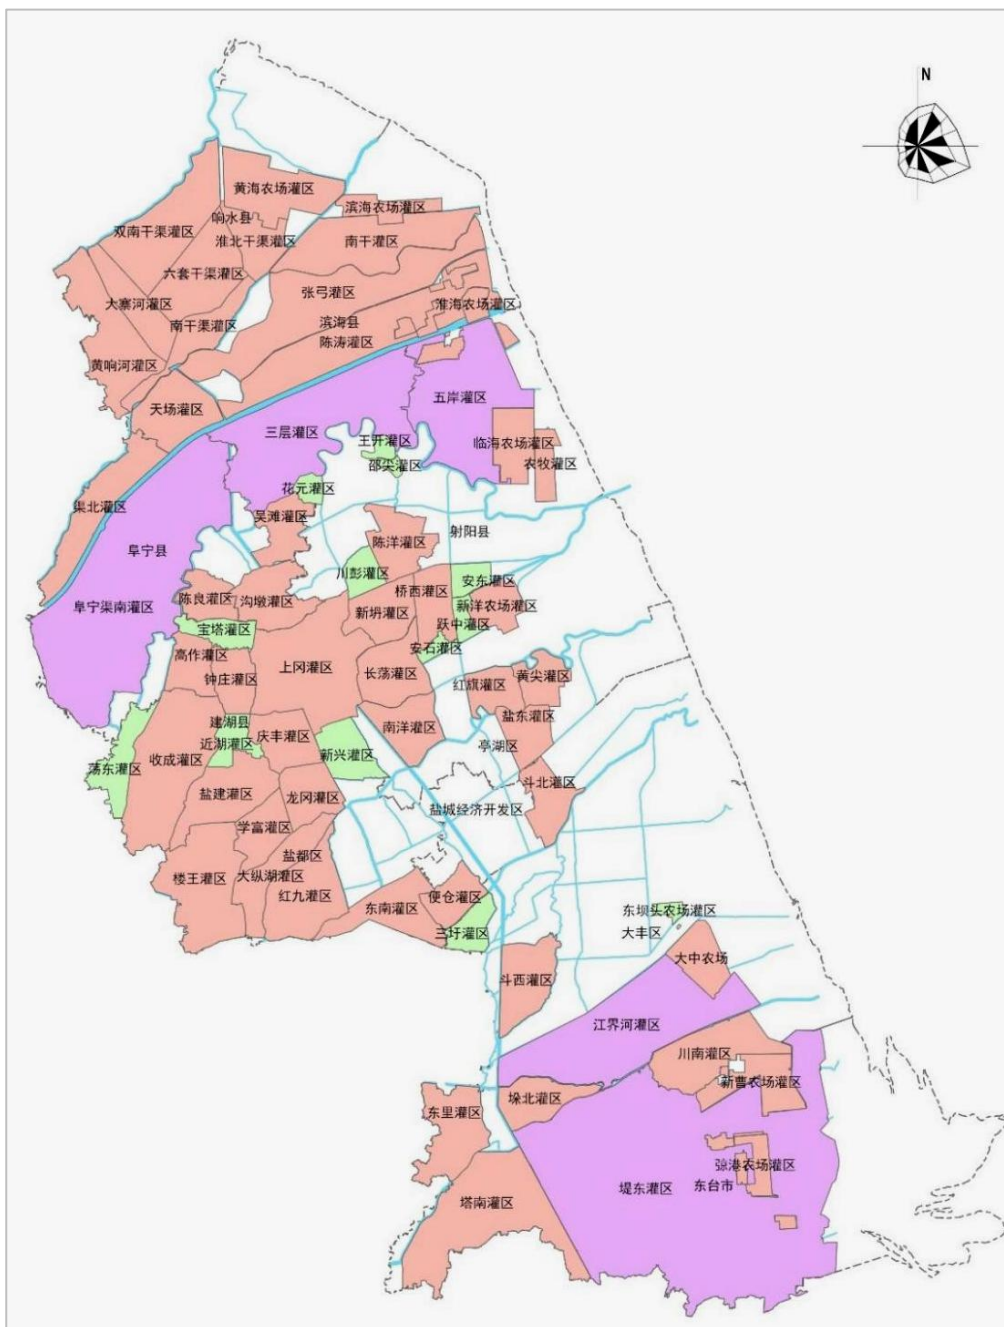 N
黄海农场灌区
滨海农场灌区
响水县
双南干渠灌区
淮北干渠灌区
南干灌区
六套干渠灌区
张弓灌区
大寨河灌区
淮海农场灌区
南干渠灌区
滨海县
陈涛灌区
黄响河灌区
五岸灌区
天场灌区
三层灌区
王开灌区
临海农场灌区
邵尖灌区
农牧灌区
花元灌区
渠北灌区
吴滩灌区
射阳县
陈洋灌区
阜宁县
川彭灌区
安东灌区
桥西灌区
陈良灌区
沟墩灌区
新洋农场灌区
阜宁渠南灌区
新坍灌区
跃中灌区
宝塔灌区
安石灌区
高作灌区
上冈灌区
长荡灌区
黄尖灌区
钟庄灌区
红旗灌区
盐东灌区
建湖县
南洋灌区
庆丰灌区
近湖灌区
亭湖区
新兴灌区
收成灌区
荡东灌区
斗北灌区
盐建灌区
龙冈灌区
盐城经济开发区
学富灌区
盐都区
楼王灌区
大纵湖灌区
红九灌区
便仓灌区
东南灌区
东坝头农场灌区
三圩灌区
大丰区
大中农场
斗西灌区
江界河灌区
川南灌区
新曹农场灌区
垛北灌区
东里灌区
弶港农场灌区
堤东灌区
东台市
塔南灌区